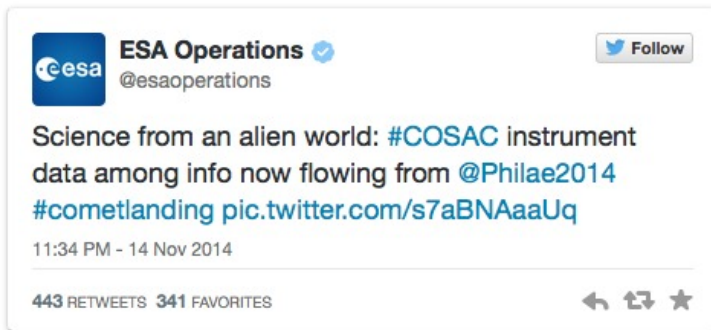 esa
ESA Operations
@esaoperations
Follow
Science from an alien world: #COSAC instrument
data among info now flowing from @Philae2014
#cometlanding pic.twitter.com/s7aBNAaaUq
11:34 PM - 14 Nov 2014
443 RETWEETS 341 FAVORITES